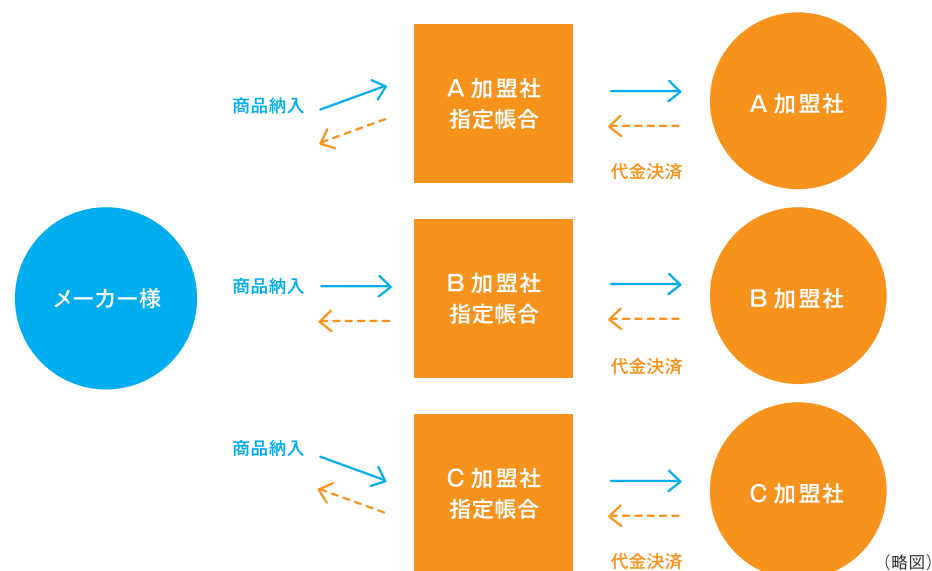 商品納入
A 加盟社
指定帳合
A 加盟社
代金決済
メーカー様
商品納入
B 加盟社
指定帳合
B 加盟社
代金決済
商品納入
C 加盟社
指定帳合
C 加盟社
代金決済
（略図）